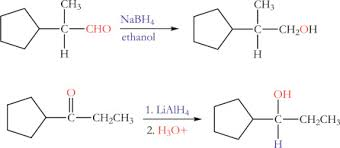 CH3 NaBH4 CH3
C—CHO ethanol C—CH2OH
H H
O OH
C—CH2CH3 1. LiAlH4 C—CH2CH3
2. H3O+
H